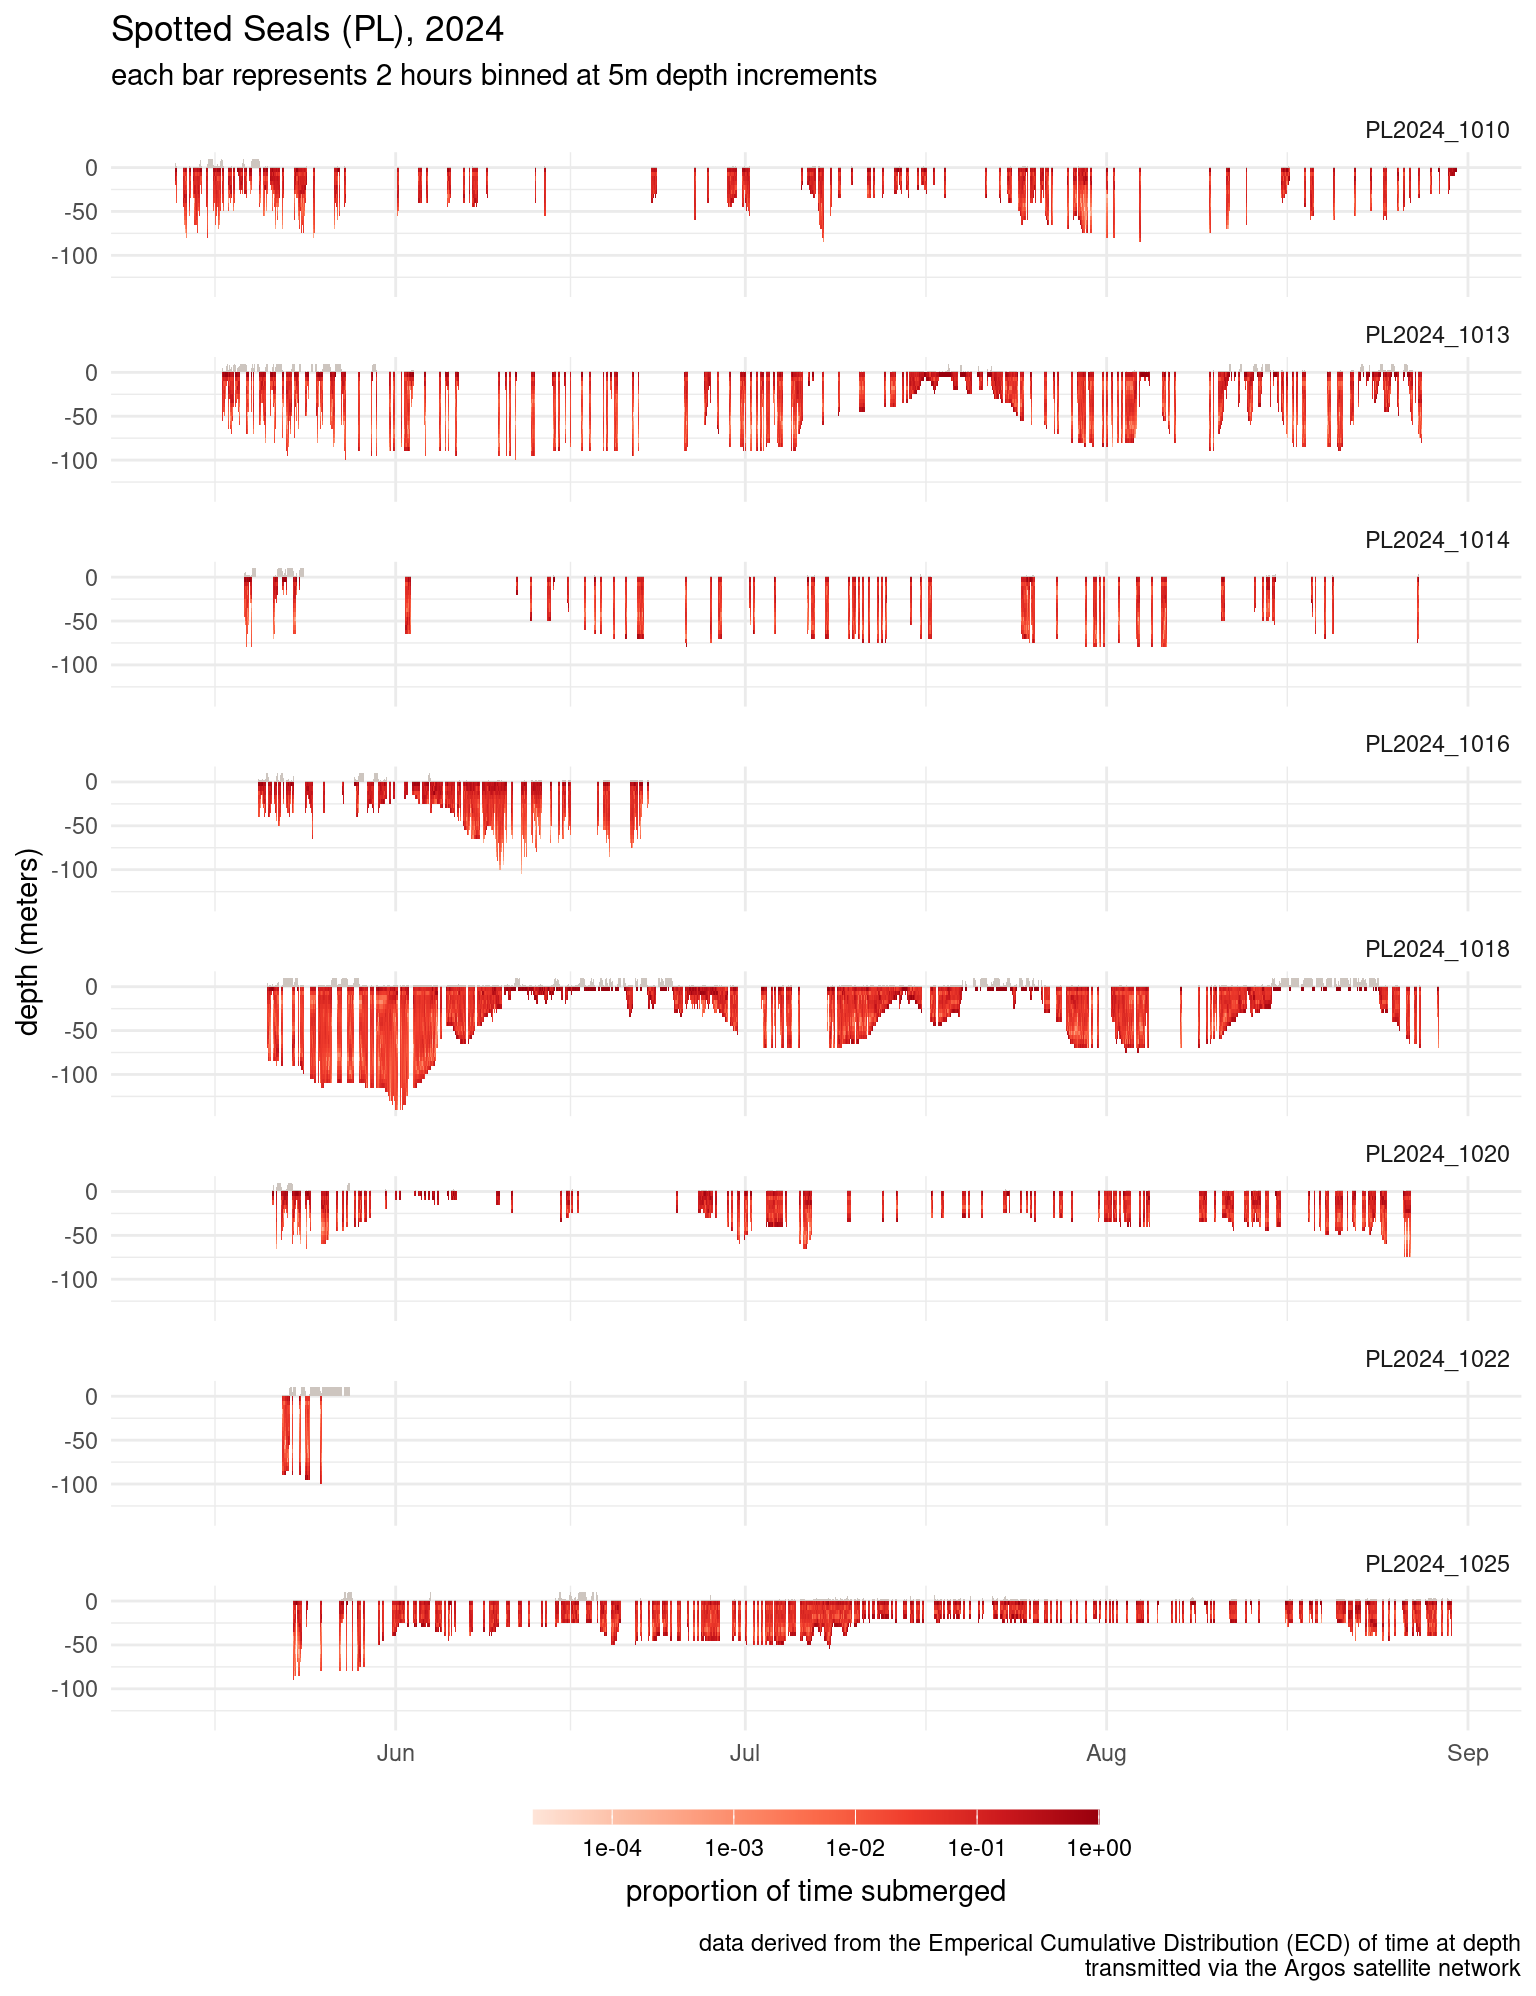 Spotted Seals (PL), 2024
each bar represents 2 hours binned at 5m depth increments
PL2024_1010
0
-50
-100
PL2024_1013
0
-50
-100
PL2024_1014
0
-50
-100
PL2024_1016
0
-50
-100
PL2024_1018
0
-50
-100
PL2024_1020
0
-50
-100
PL2024_1022
0
-50
-100
PL2024_1025
0
-50
-100
depth (meters)
Jun Jul Aug Sep
1e-04 1e-03 1e-02 1e-01 1e+00
proportion of time submerged
data derived from the Emperical Cumulative Distribution (ECD) of time at depth
transmitted via the Argos satellite network